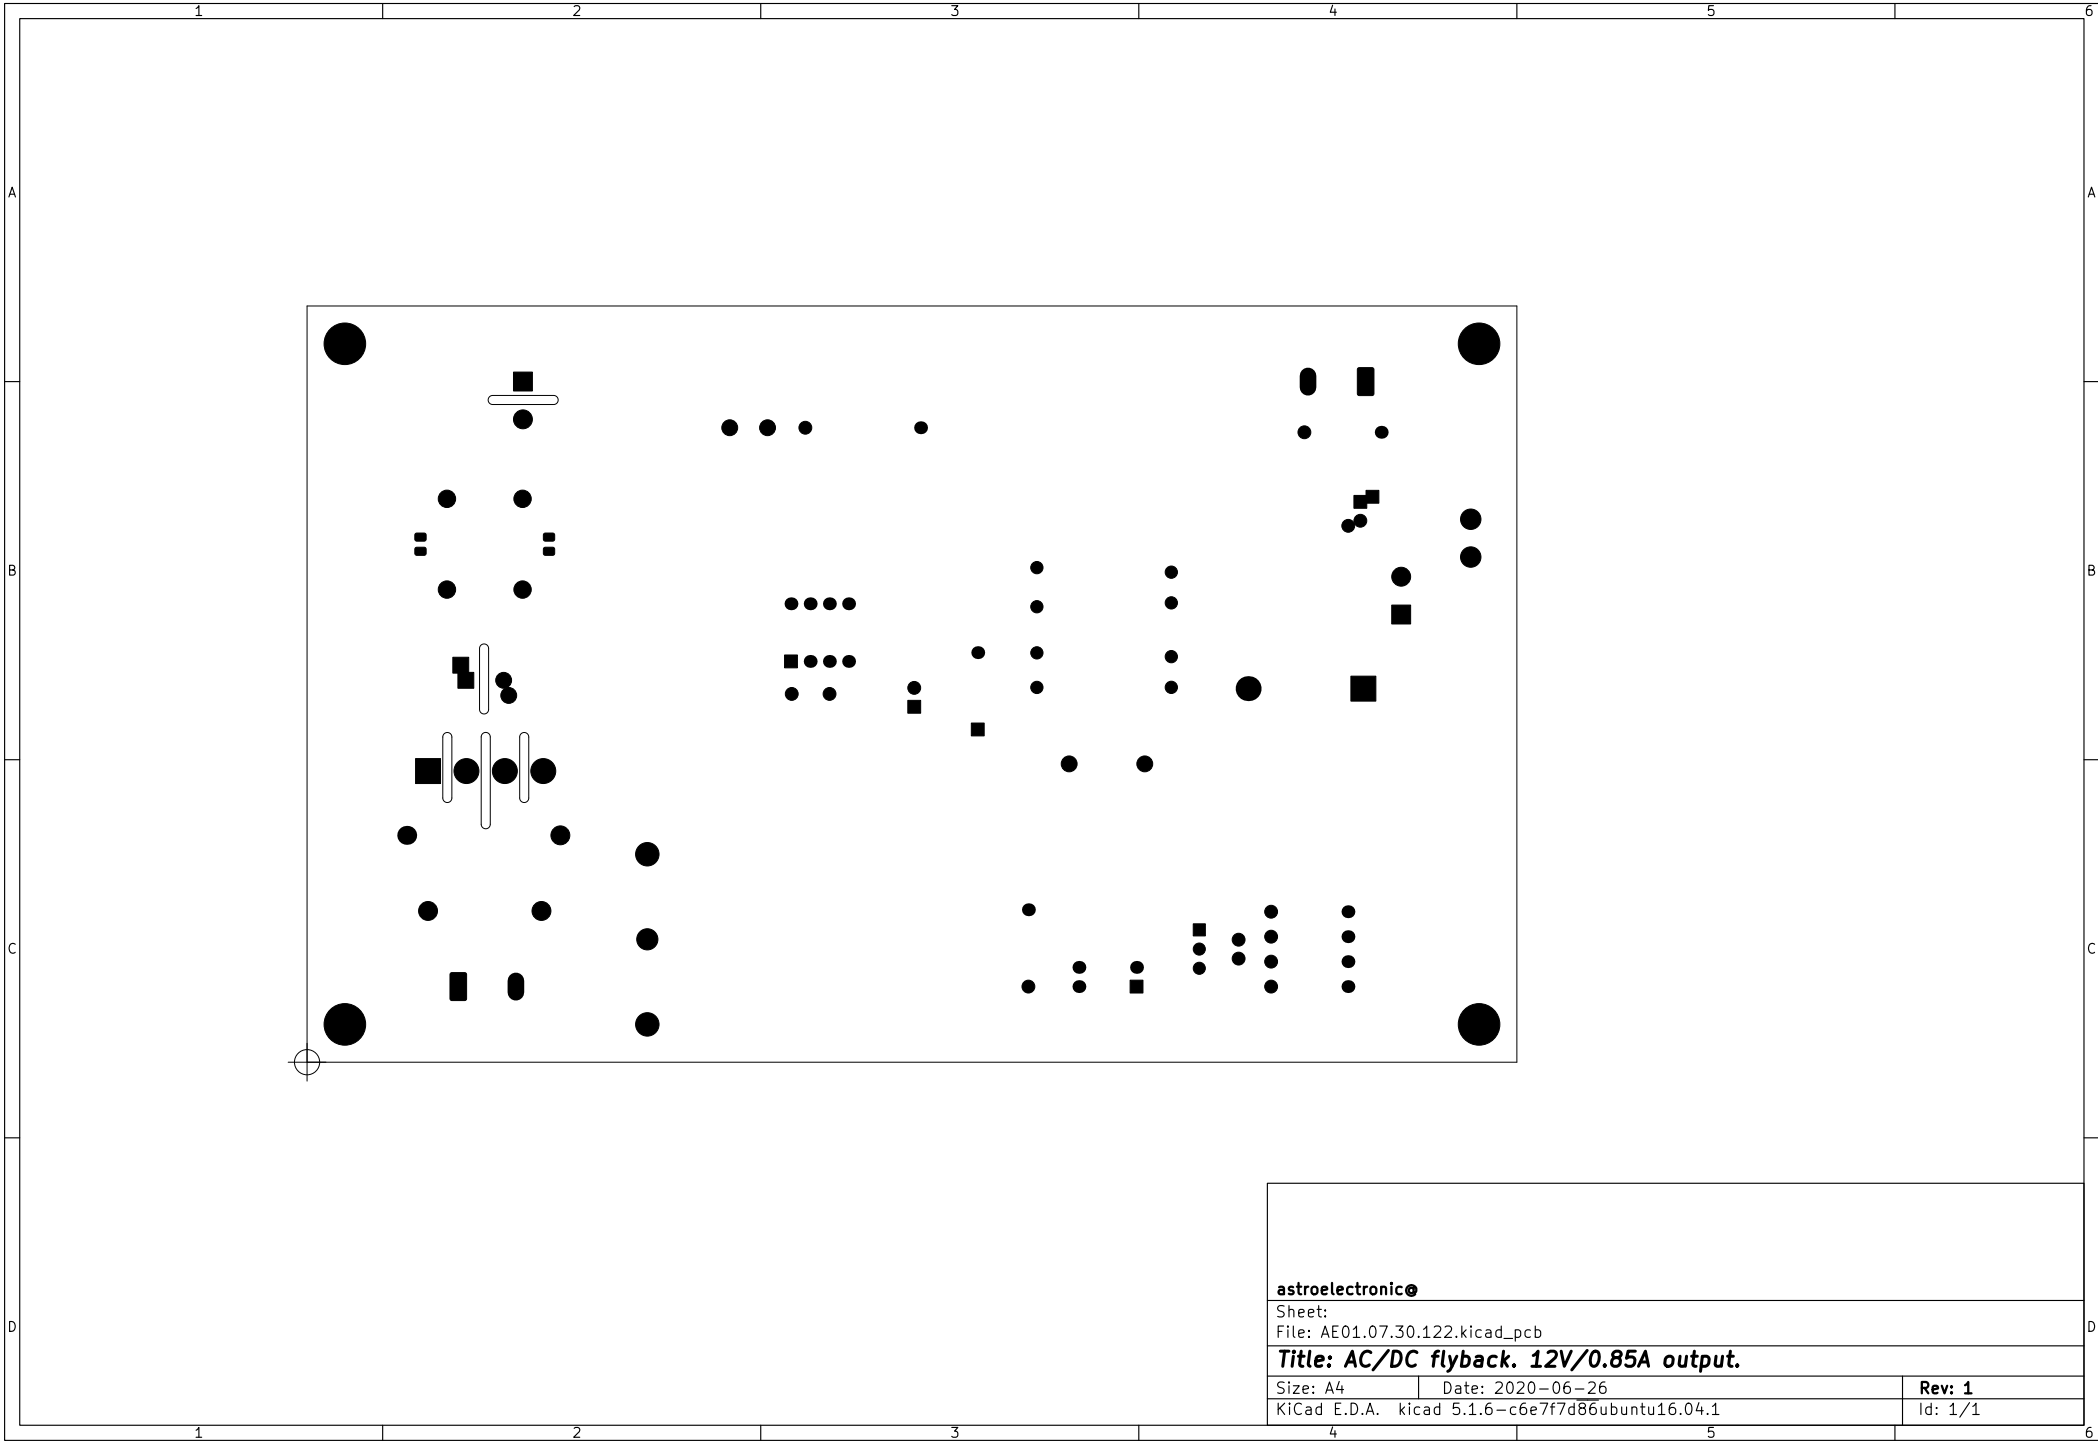 1 2 3 4 5 6
A A
B B
C C
astroelectronic@
Sheet:
File: AE01.07.30.122.kicad_pcb
D D
Title: AC/DC flyback. 12V/0.85A output.
Size: A4 Date: 2020-06-26 Rev: 1
KiCad E.D.A. kicad 5.1.6-c6e7f7d86ubuntu16.04.1 Id: 1/1
1 2 3 4 5 6